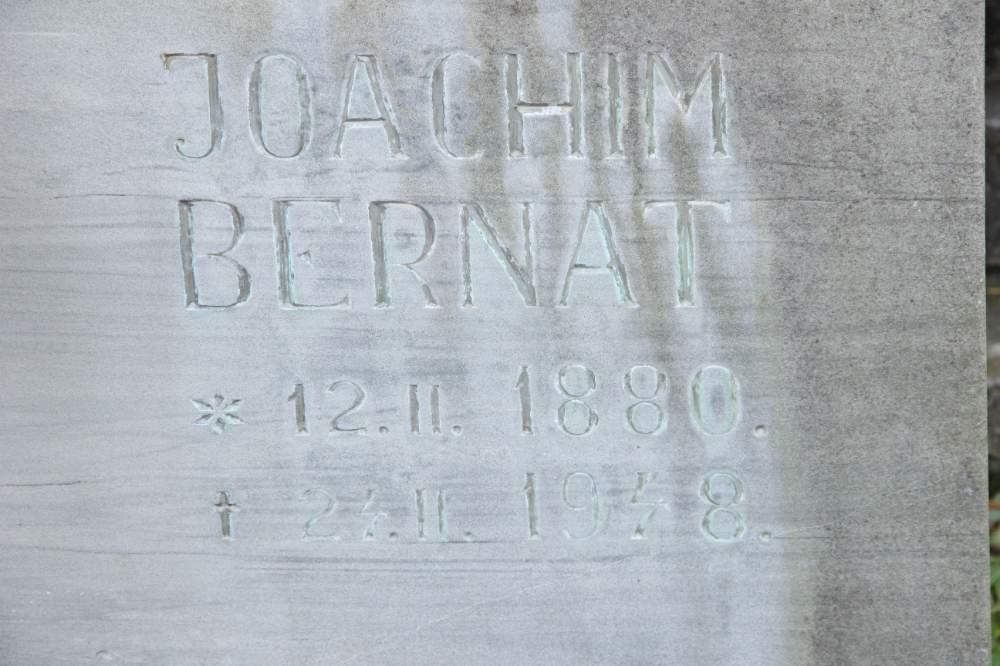 JOACHIM
BERNAT
* 12.II. 1880.
† 24.II. 1948.